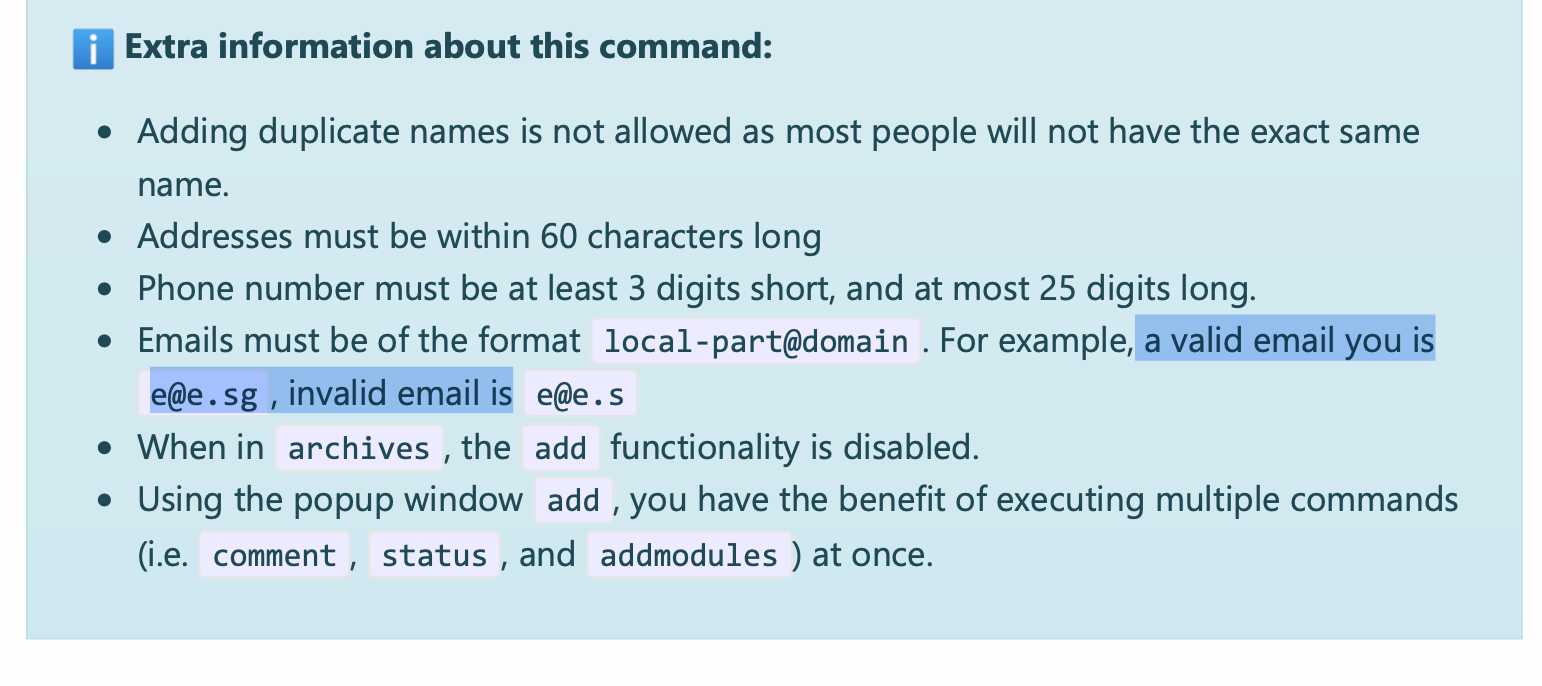 Extra information about this command:
Adding duplicate names is not allowed as most people will not have the exact same
name.
Addresses must be within 60 characters long
Phone number must be at least 3 digits short, and at most 25 digits long.
Emails must be of the format local-part@domain . For example, a valid email you is
e@e.sg , invalid email is e@e.s
When in archives , the add functionality is disabled.
Using the popup window add , you have the benefit of executing multiple commands
(i.e. comment , status , and addmodules ) at once.